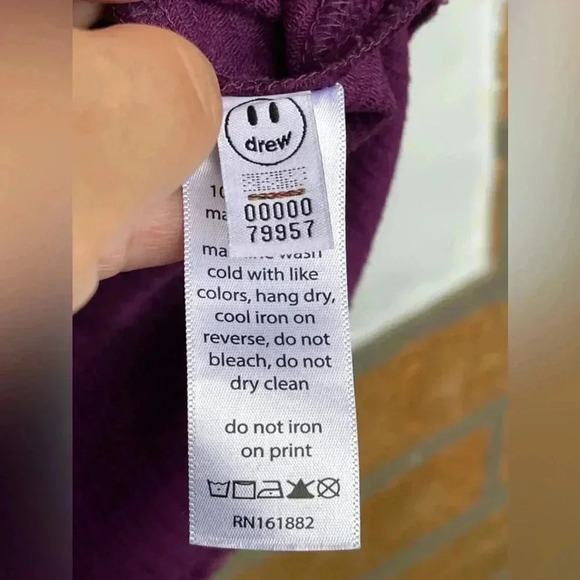 drew
00000
79957
cold with like
colors, hang dry,
cool iron on
reverse, do not
bleach, do not
dry clean
do not iron
on print
RN161882